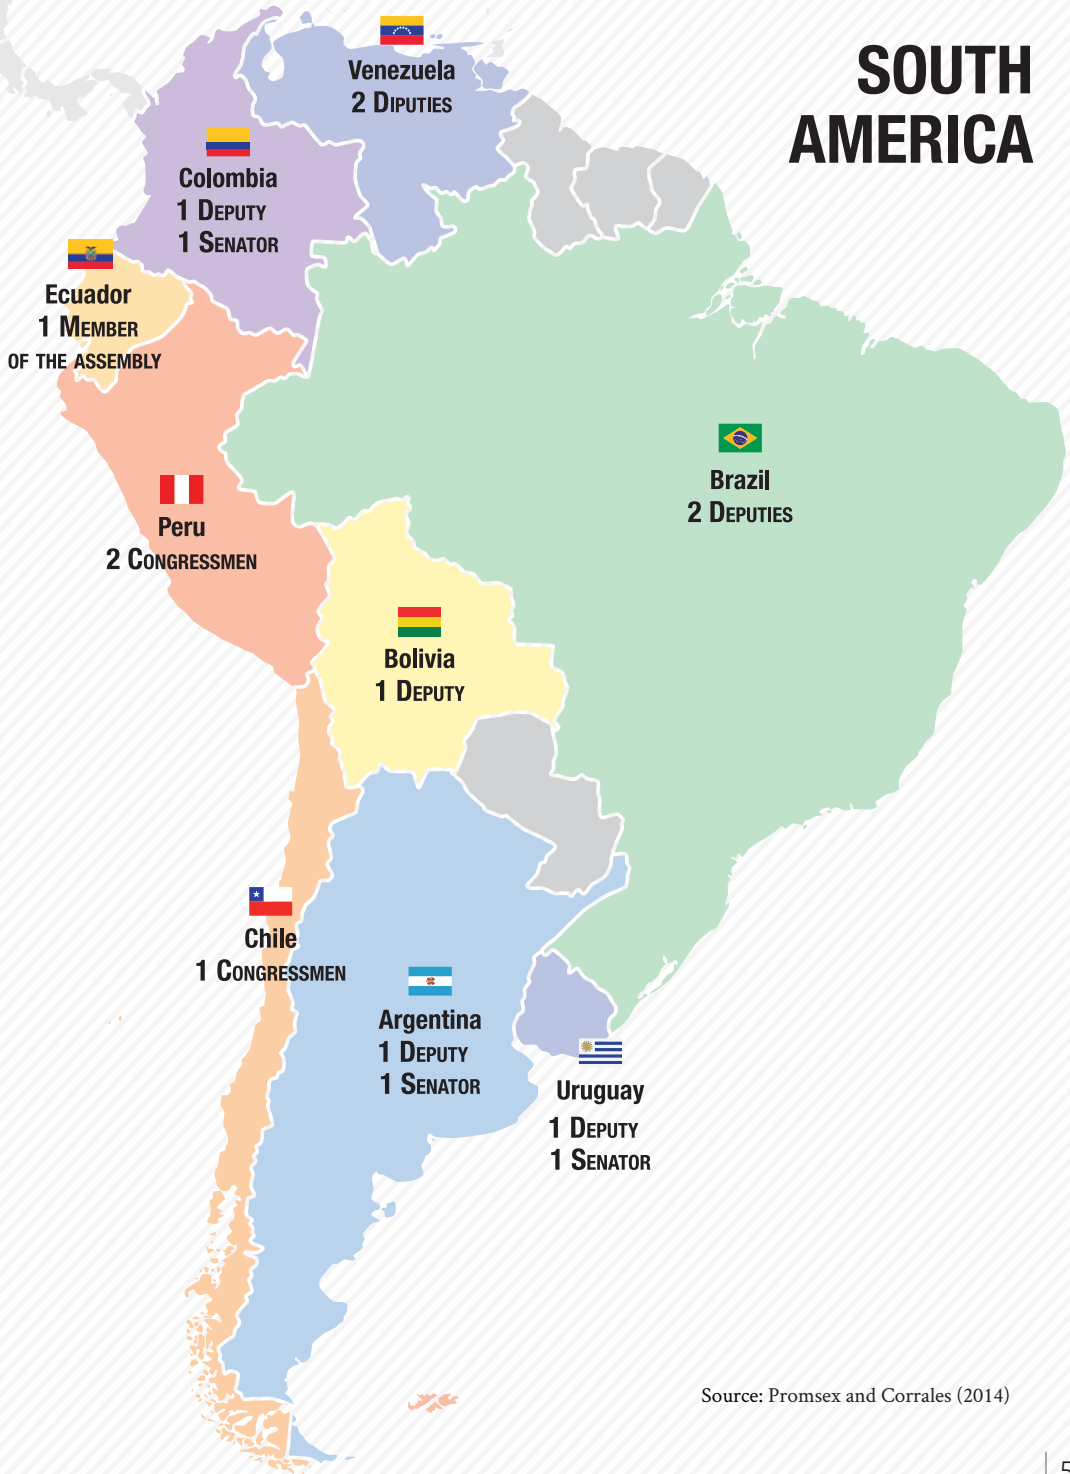 SOUTH
AMERICA
Venezuela
2 DIPUTIES
Colombia
1 DEPUTY
1 SENATOR
Ecuador
1 MEMBER
OF THE ASSEMBLY
Brazil
2 DEPUTIES
Peru
2 CONGRESSMEN
Bolivia
1 DEPUTY
Chile
1 CONGRESSMEN
Argentina
1 DEPUTY
1 SENATOR
Uruguay
1 DEPUTY
1 SENATOR
Source: Promsex and Corrales (2014)